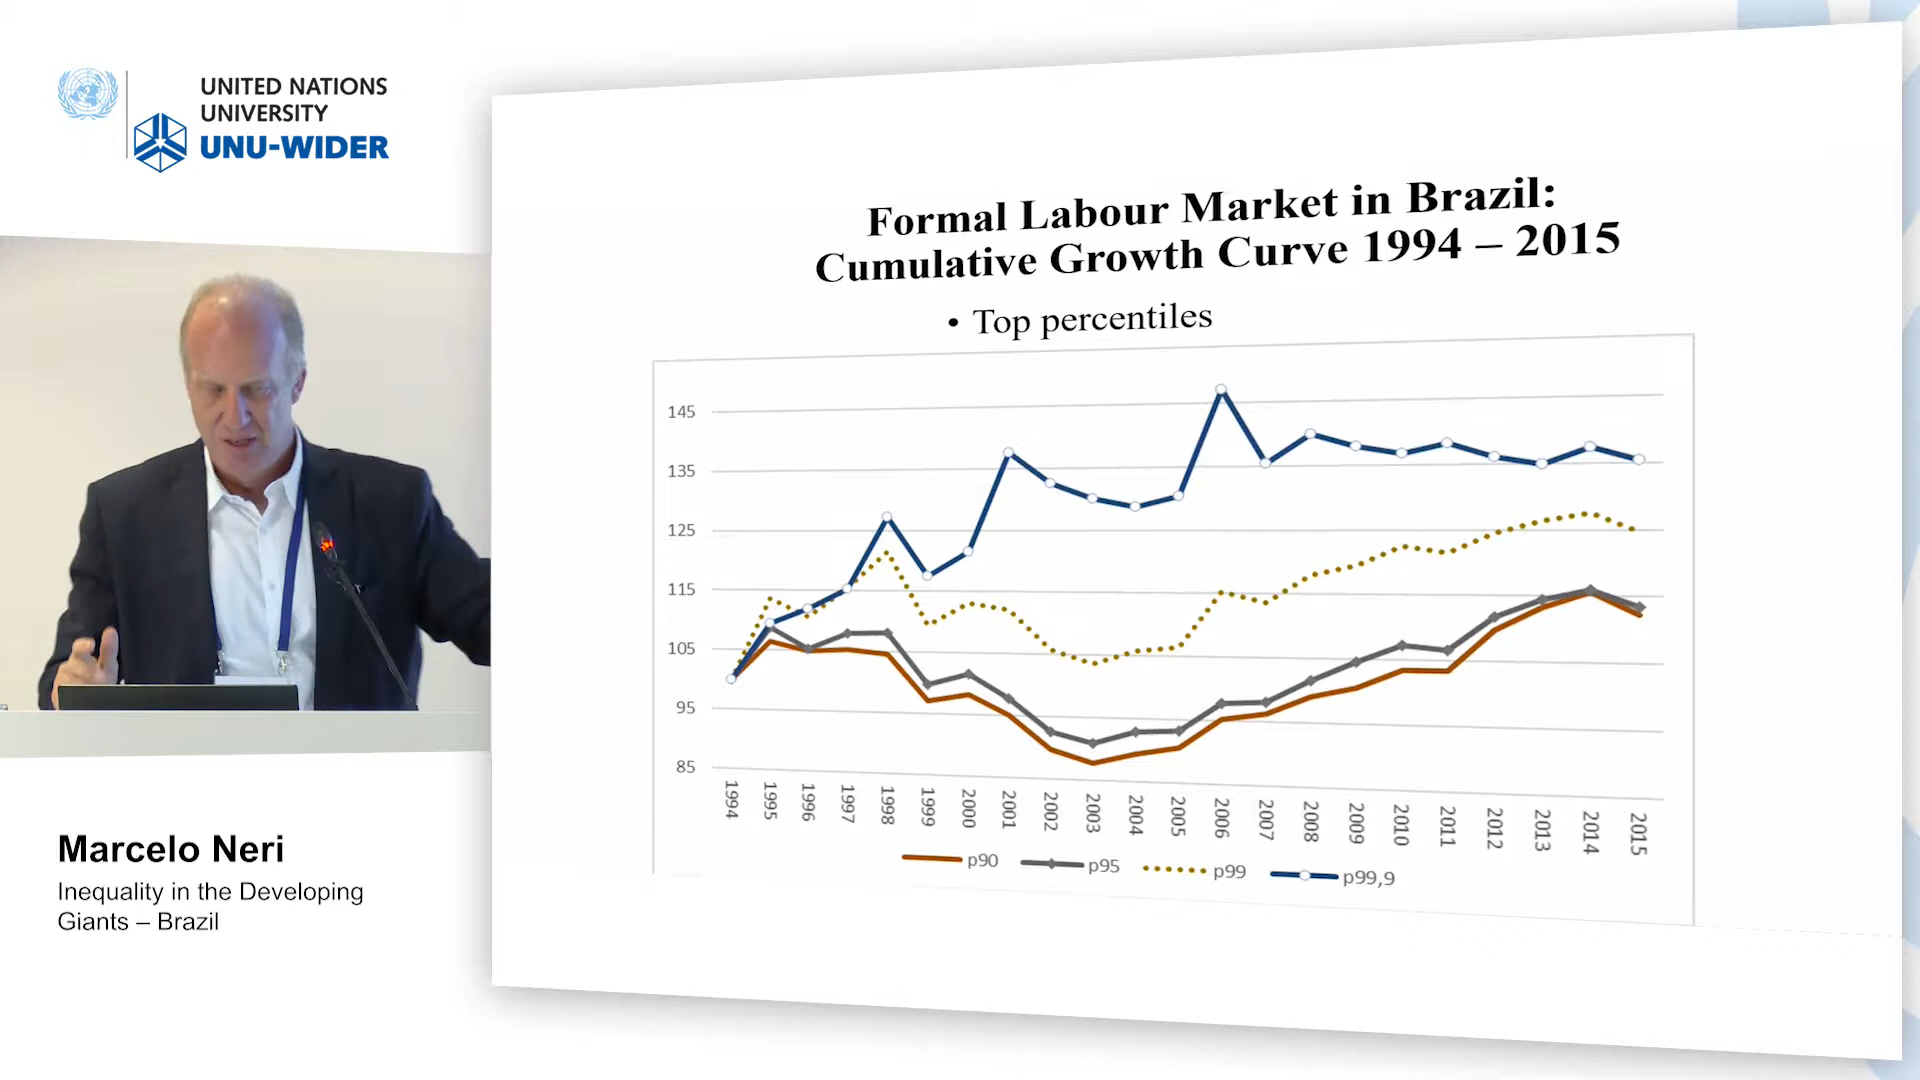 UNITED NATIONS
UNIVERSITY
UNU-WIDER
Formal Labour Market in Brazil:
Cumulative Growth Curve 1994 – 2015
• Top percentiles
145
135
125
115
105
95
85
1994 1995 1996 1997 1998 1999 2000 2001 2002 2003 2004 2005 2006 2007 2008 2009 2010 2011 2012 2013 2014 2015
p90 p95 p99 p99,9
Marcelo Neri
Inequality in the Developing
Giants – Brazil